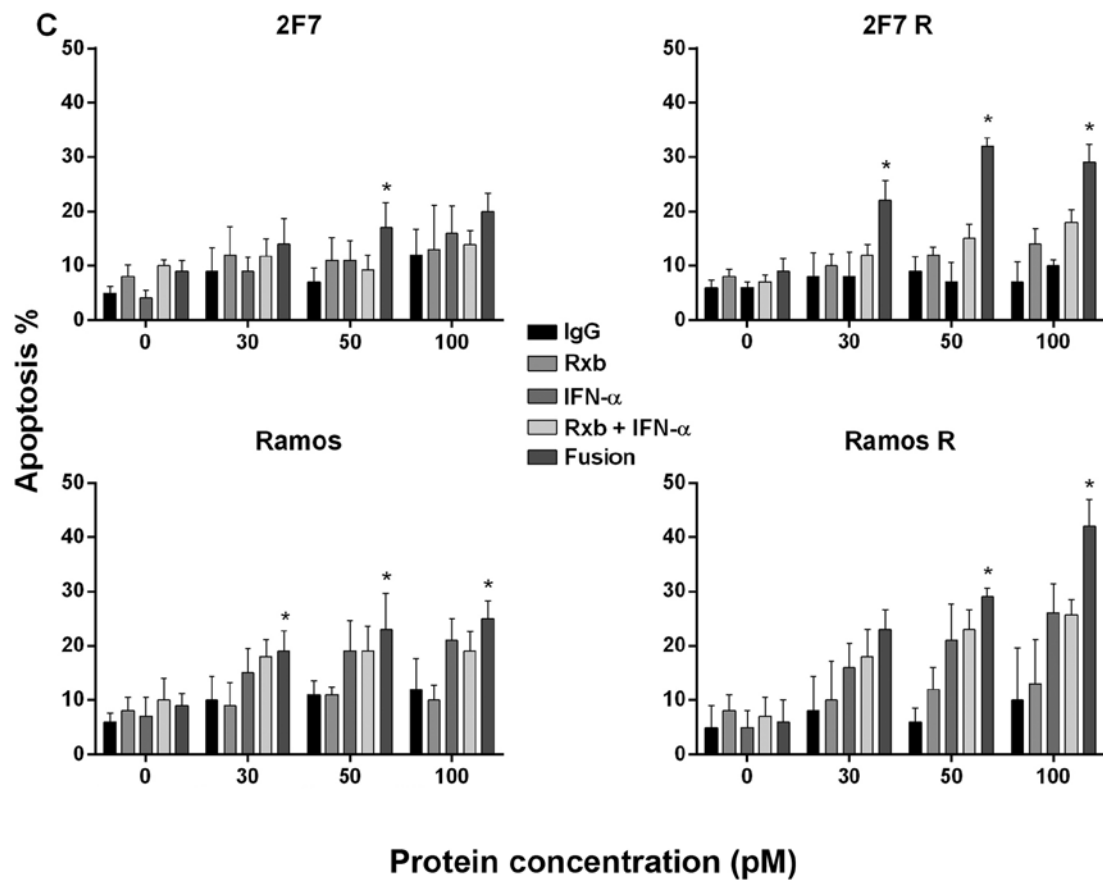 C
2F7
50
40
30
20
10
0
*
0 30 50 100
2F7 R
50
40
30
20
10
0
*
*
*
0 30 50 100
IgG
Rxb
IFN-α
Rxb + IFN-α
Fusion
Apoptosis %
Ramos
50
40
30
20
10
0
*
*
*
0 30 50 100
Ramos R
50
40
30
20
10
0
*
*
0 30 50 100
Protein concentration (pM)